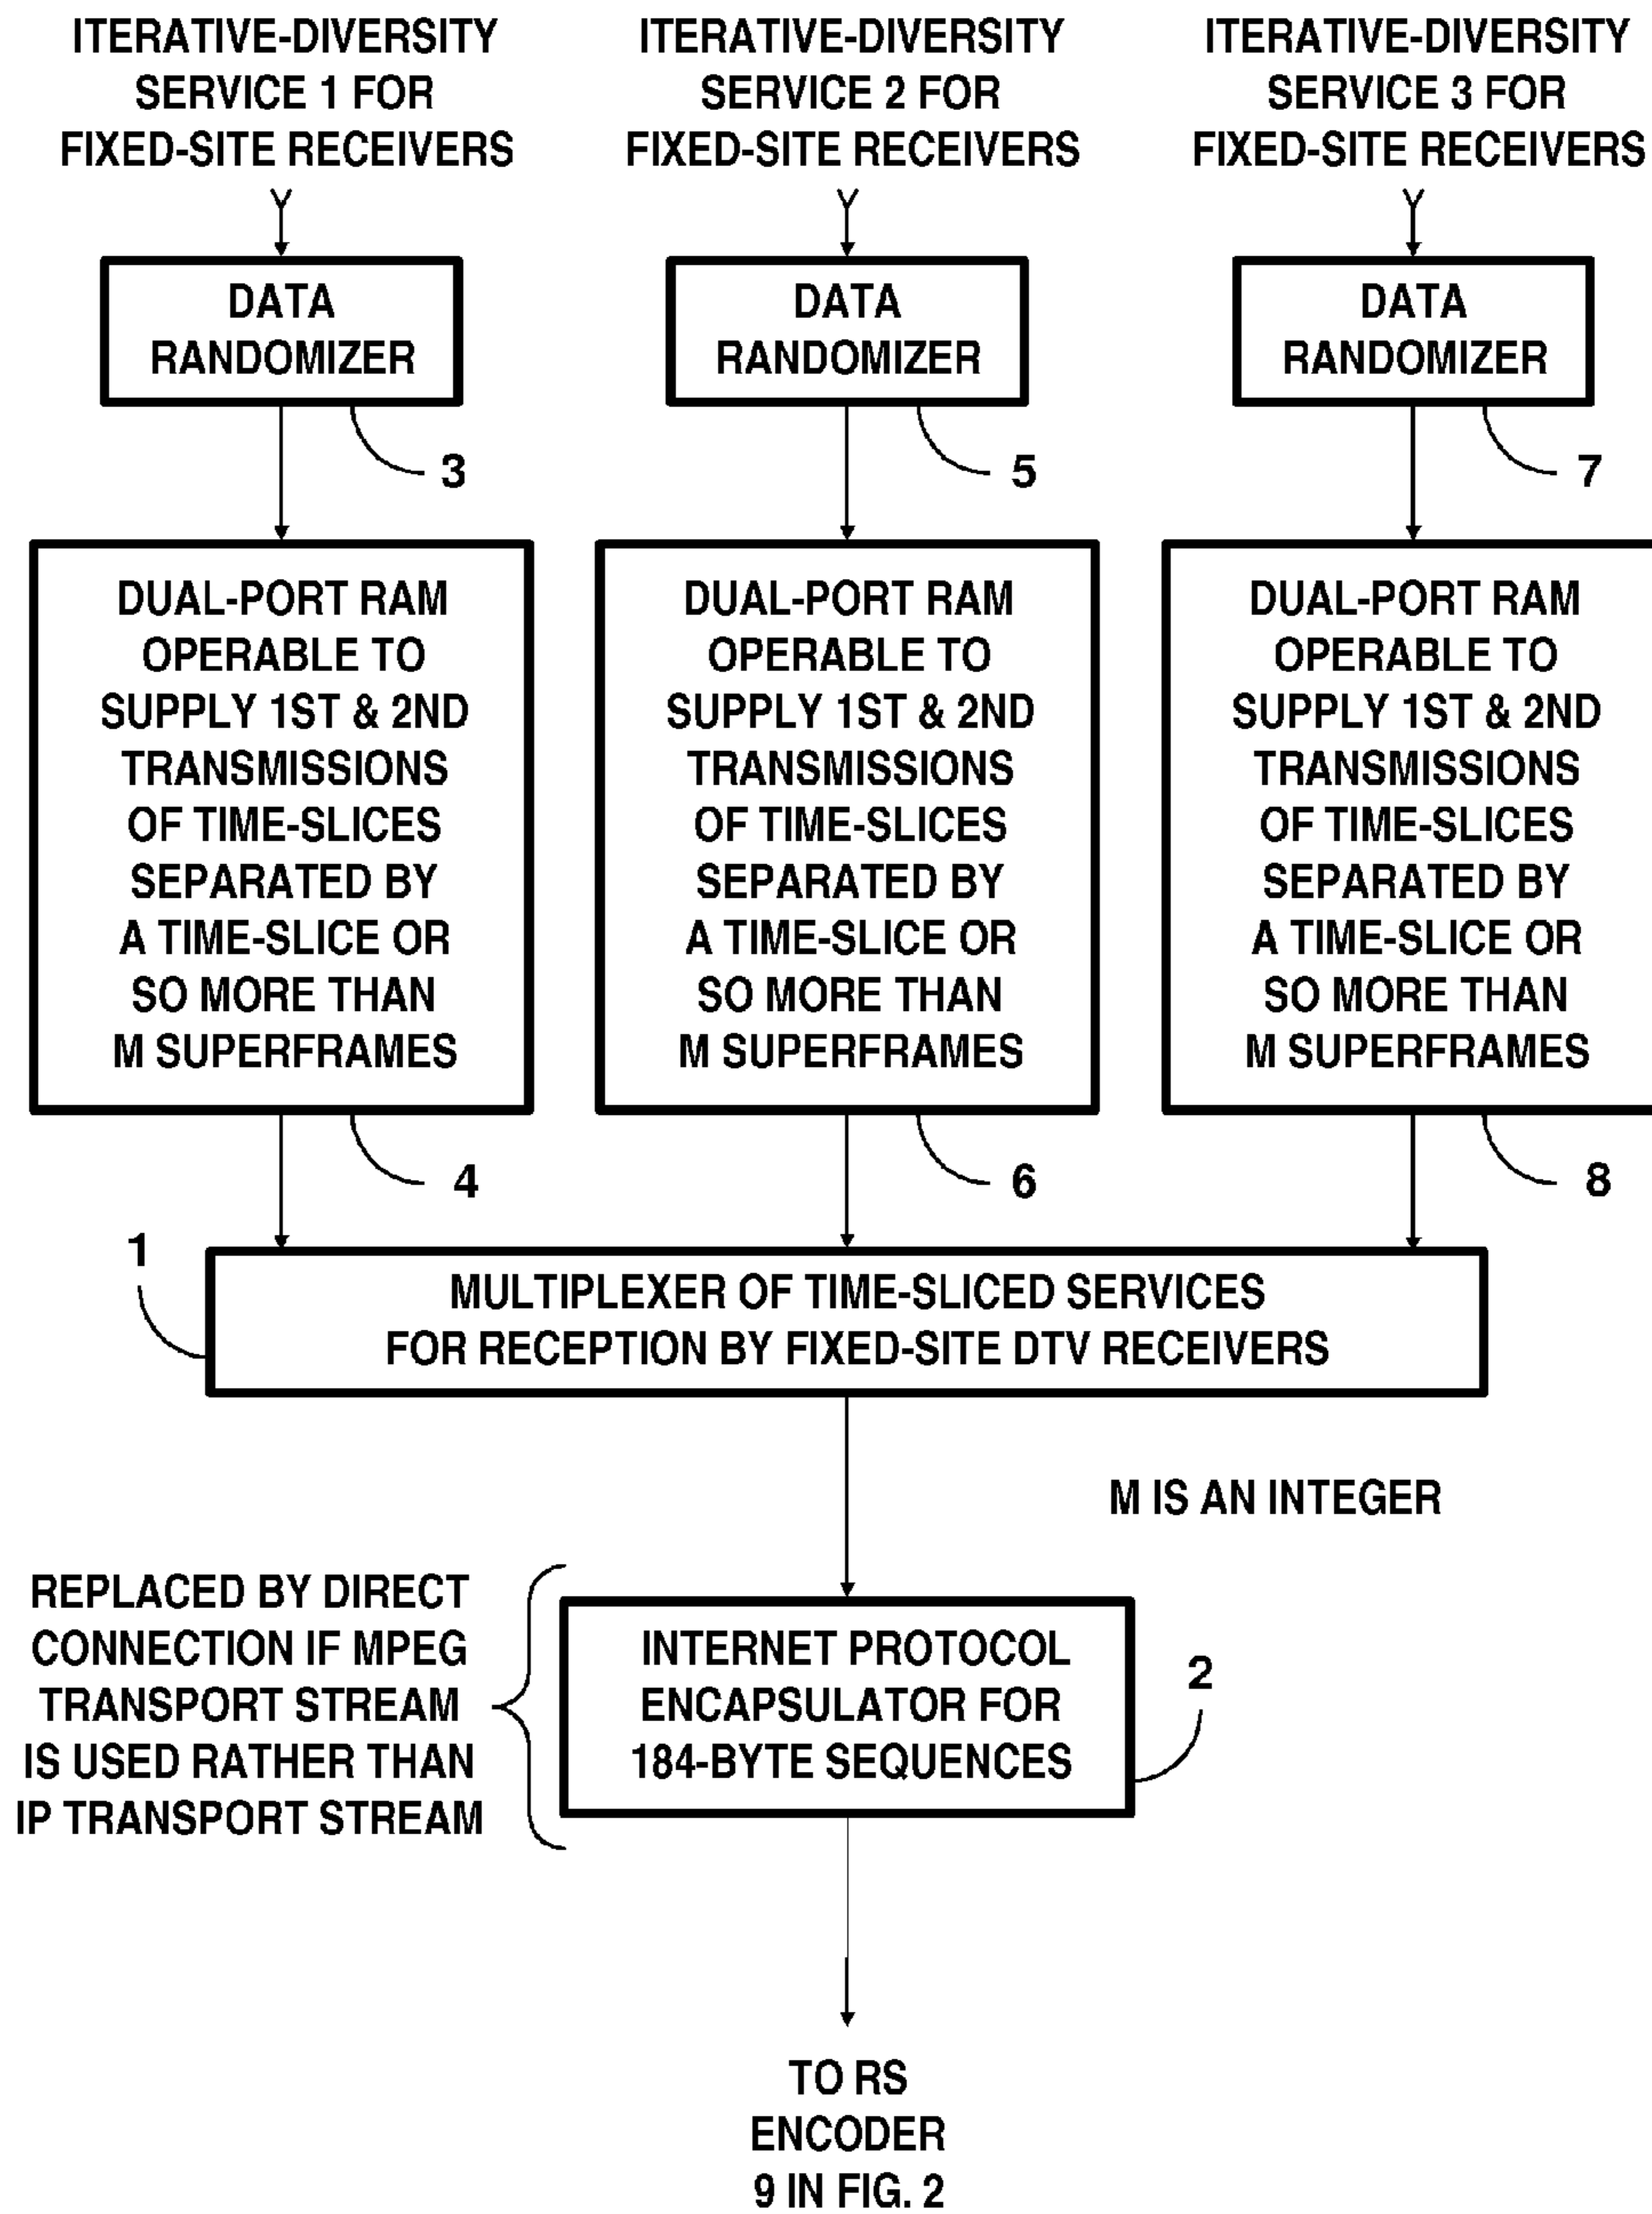 ITERATIVE-DIVERSITY
SERVICE 1 FOR
FIXED-SITE RECEIVERS
ITERATIVE-DIVERSITY
SERVICE 2 FOR
FIXED-SITE RECEIVERS
ITERATIVE-DIVERSITY
SERVICE 3 FOR
FIXED-SITE RECEIVERS
DATA
RANDOMIZER
3
DATA
RANDOMIZER
5
DATA
RANDOMIZER
7
DUAL-PORT RAM
OPERABLE TO
SUPPLY 1ST & 2ND
TRANSMISSIONS
OF TIME-SLICES
SEPARATED BY
A TIME-SLICE OR
SO MORE THAN
M SUPERFRAMES
4
DUAL-PORT RAM
OPERABLE TO
SUPPLY 1ST & 2ND
TRANSMISSIONS
OF TIME-SLICES
SEPARATED BY
A TIME-SLICE OR
SO MORE THAN
M SUPERFRAMES
6
DUAL-PORT RAM
OPERABLE TO
SUPPLY 1ST & 2ND
TRANSMISSIONS
OF TIME-SLICES
SEPARATED BY
A TIME-SLICE OR
SO MORE THAN
M SUPERFRAMES
8
1
MULTIPLEXER OF TIME-SLICED SERVICES
FOR RECEPTION BY FIXED-SITE DTV RECEIVERS
M IS AN INTEGER
REPLACED BY DIRECT
CONNECTION IF MPEG
TRANSPORT STREAM
IS USED RATHER THAN
IP TRANSPORT STREAM
INTERNET PROTOCOL
ENCAPSULATOR FOR
184-BYTE SEQUENCES
2
TO RS
ENCODER
9 IN FIG. 2